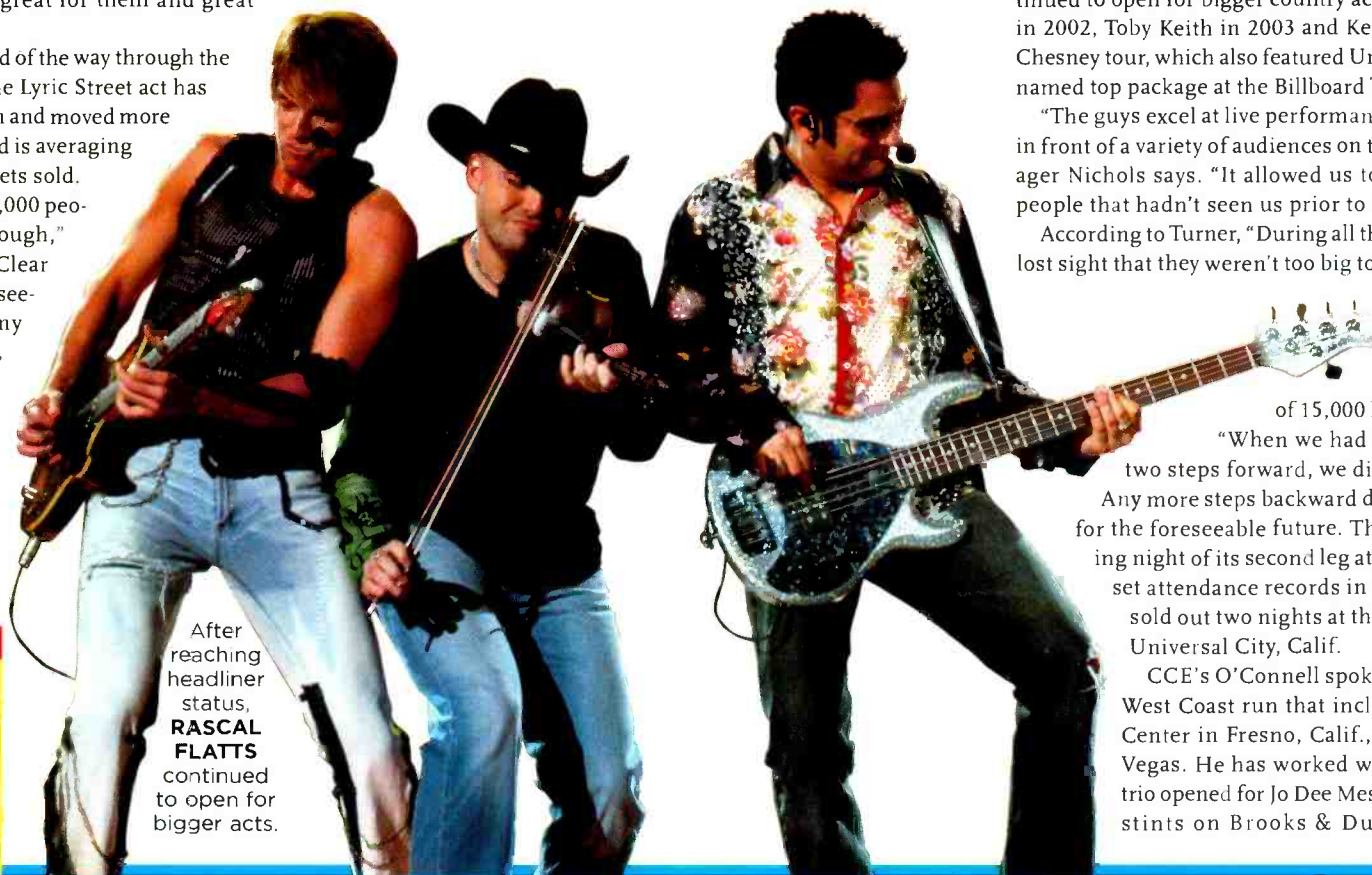 great for them and great
d of the way through the
e Lyric Street act has
and moved more
d is averaging
ets sold.
,000 peo-
ough,"
Clear
see-
ny
After
reaching
headliner
status,
RASCAL
FLATTS
continued
to open for
bigger acts.
tinued to open for bigger country ac
in 2002, Toby Keith in 2003 and Ke
Chesney tour, which also featured Un
named top package at the Billboard
"The guys excel at live performan
in front of a variety of audiences on t
ager Nichols says. "It allowed us to
people that hadn't seen us prior to
According to Turner, "During all th
lost sight that they weren't too big to
of 15,000
"When we had
two steps forward, we di
Any more steps backward d
for the foreseeable future. Th
ing night of its second leg at
set attendance records in
sold out two nights at th
Universal City, Calif.
CCE's O'Connell spok
West Coast run that incl
Center in Fresno, Calif.,
Vegas. He has worked w
trio opened for Jo Dee Mes
stints on Brooks & Du